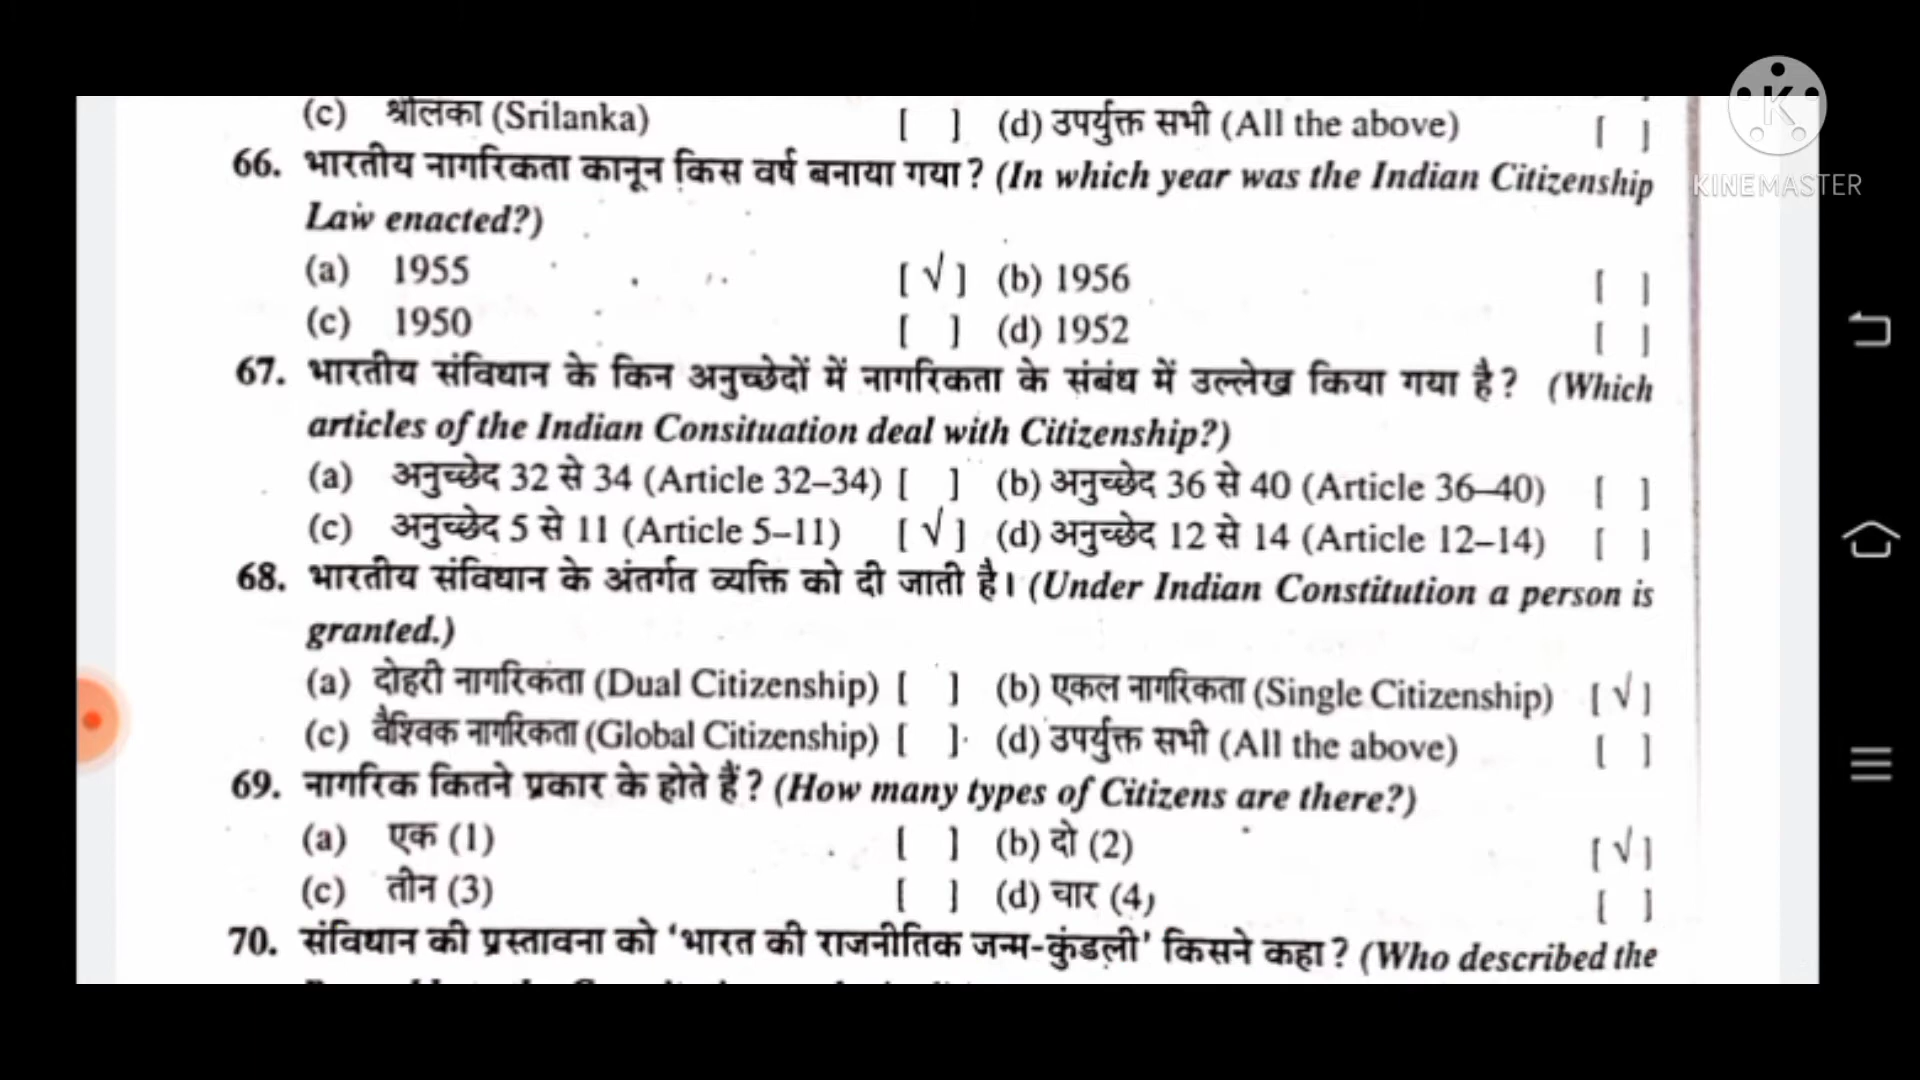 (c) श्रीलंका (Srilanka) [ ] (d) उपर्युक्त सभी (All the above) [ ]
66. भारतीय नागरिकता कानून किस वर्ष बनाया गया? (In which year was the Indian Citizenship
Law enacted?)
(a) 1955 [ √ ] (b) 1956 [ ]
(c) 1950 [ ] (d) 1952 [ ]
67. भारतीय संविधान के किन अनुच्छेदों में नागरिकता के संबंध में उल्लेख किया गया है? (Which
articles of the Indian Consituation deal with Citizenship?)
(a) अनुच्छेद 32 से 34 (Article 32–34) [ ] (b) अनुच्छेद 36 से 40 (Article 36–40) [ ]
(c) अनुच्छेद 5 से 11 (Article 5–11) [ √ ] (d) अनुच्छेद 12 से 14 (Article 12–14) [ ]
68. भारतीय संविधान के अंतर्गत व्यक्ति को दी जाती है। (Under Indian Constitution a person is
granted.)
(a) दोहरी नागरिकता (Dual Citizenship) [ ] (b) एकल नागरिकता (Single Citizenship) [ √ ]
(c) वैश्विक नागरिकता (Global Citizenship) [ ] (d) उपर्युक्त सभी (All the above) [ ]
69. नागरिक कितने प्रकार के होते हैं? (How many types of Citizens are there?)
(a) एक (1) [ ] (b) दो (2) [ √ ]
(c) तीन (3) [ ] (d) चार (4) [ ]
70. संविधान की प्रस्तावना को 'भारत की राजनीतिक जन्म-कुंडली' किसने कहा? (Who described the
K
KINEMASTER